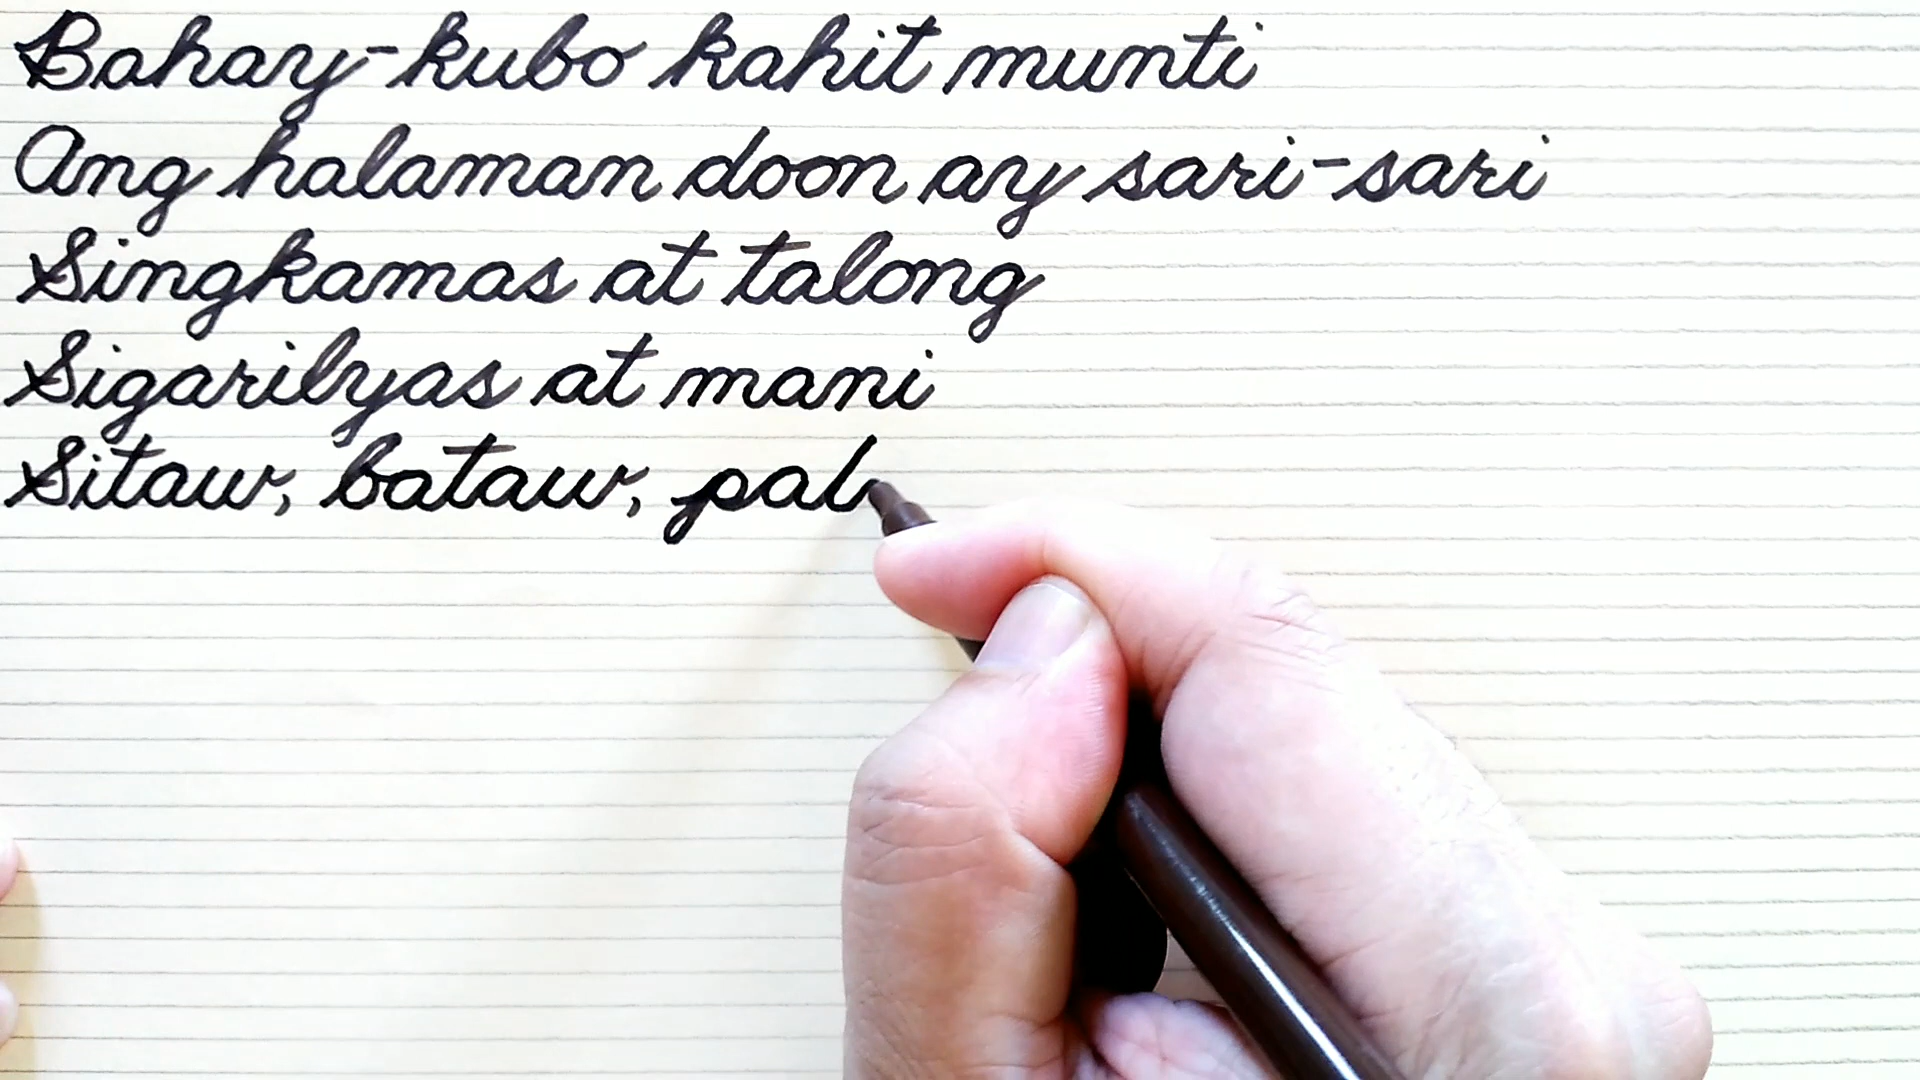 Bahay-kubo kahit munti
Ang halaman doon ay sari-sari
Singkamas at talong
Sigarilyas at mani
Sitaw, bataw, pal